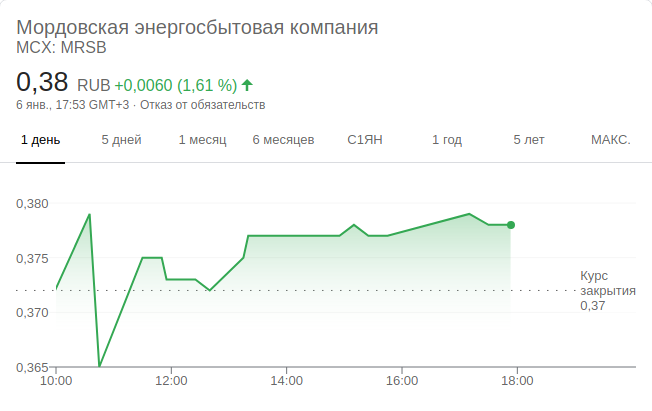 Мордовская энергосбытовая компания
MCX: MRSB
0,38 RUB +0,0060 (1,61 %)
6 янв., 17:53 GMT+3 · Отказ от обязательств
1 день 5 дней 1 месяц 6 месяцев С1ЯН 1 год 5 лет МАКС.
0,380
0,375
Курс
закрытия
0,37
0,370
0,365
10:00 12:00 14:00 16:00 18:00